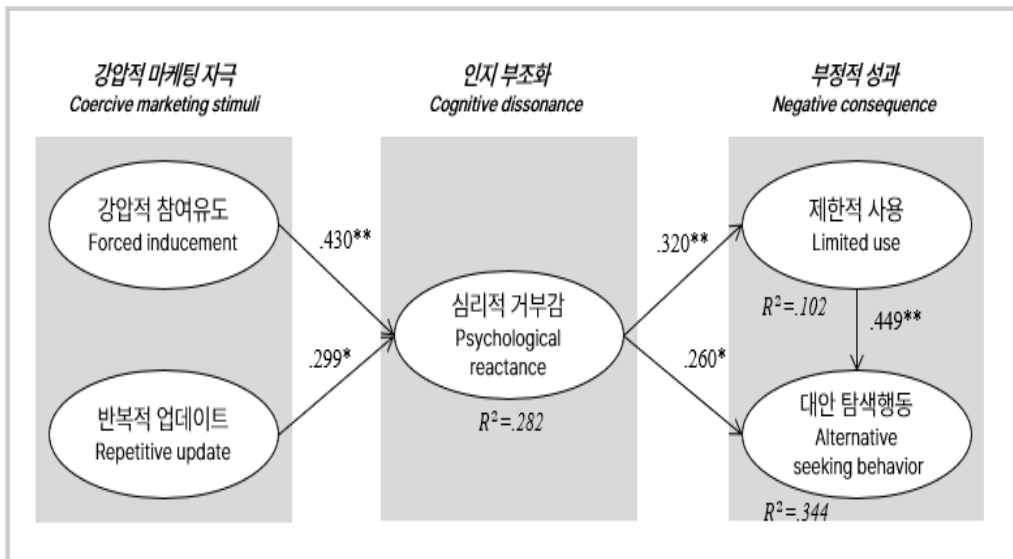 강압적 마케팅 자극
Coercive marketing stimuli
인지 부조화
Cognitive dissonance
부정적 성과
Negative consequence
강압적 참여유도
Forced inducement
반복적 업데이트
Repetitive update
.430**
.299*
심리적 거부감
Psychological
reactance
R²=.282
.320**
.260*
제한적 사용
Limited use
R²=.102
.449**
대안 탐색행동
Alternative
seeking behavior
R²=.344